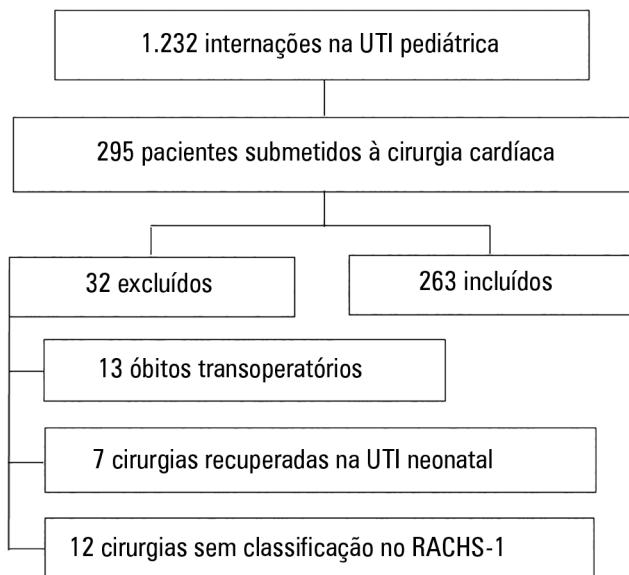 1.232 internações na UTI pediátrica
295 pacientes submetidos à cirurgia cardíaca
32 excluídos
263 incluídos
13 óbitos transoperatórios
7 cirurgias recuperadas na UTI neonatal
12 cirurgias sem classificação no RACHS-1